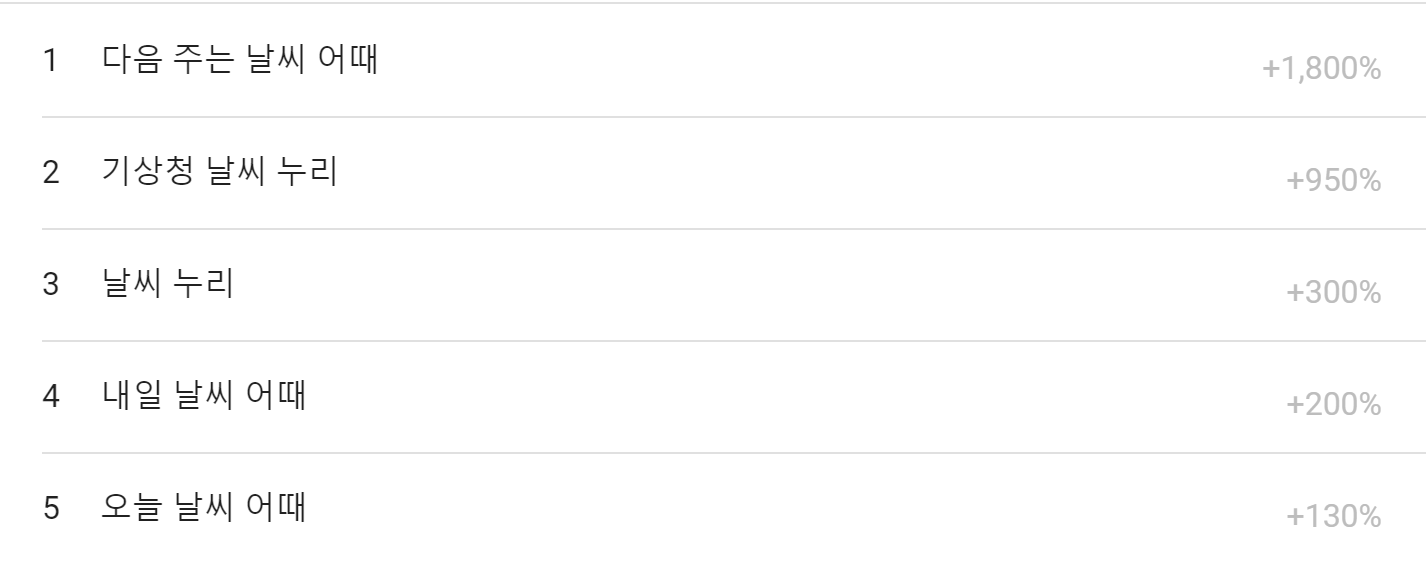 1 다음 주는 날씨 어때 +1,800%
2 기상청 날씨 누리 +950%
3 날씨 누리 +300%
4 내일 날씨 어때 +200%
5 오늘 날씨 어때 +130%